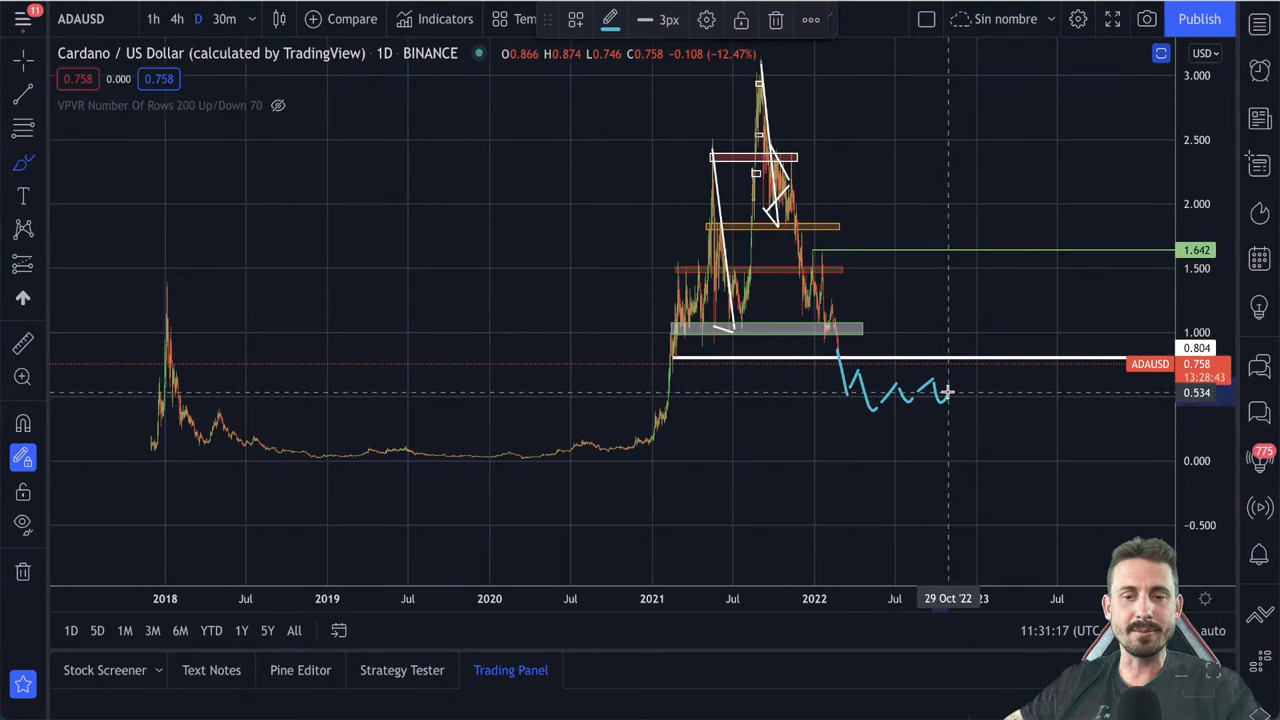 11
ADAUSD
1h 4h D 30m
Compare
Indicators
Tem
3px
Sin nombre
Publish
Cardano / US Dollar (calculated by TradingView) · 1D · BINANCE
O0.866 H0.874 L0.746 C0.758 −0.108 (−12.47%)
USD
0.758 0.000 0.758
VPVR Number Of Rows 200 Up/Down 70
3.000
2.500
2.000
1.642
1.500
1.000
0.804
ADAUSD 0.758
13:28:43
0.534
0.000
−0.500
775
2018 Jul 2019 Jul 2020 Jul 2021 Jul 2022 Jul 29 Oct '22 23 Jul
1D 5D 1M 3M 6M YTD 1Y 5Y All
11:31:17 (UTC
auto
Stock Screener Text Notes Pine Editor Strategy Tester Trading Panel